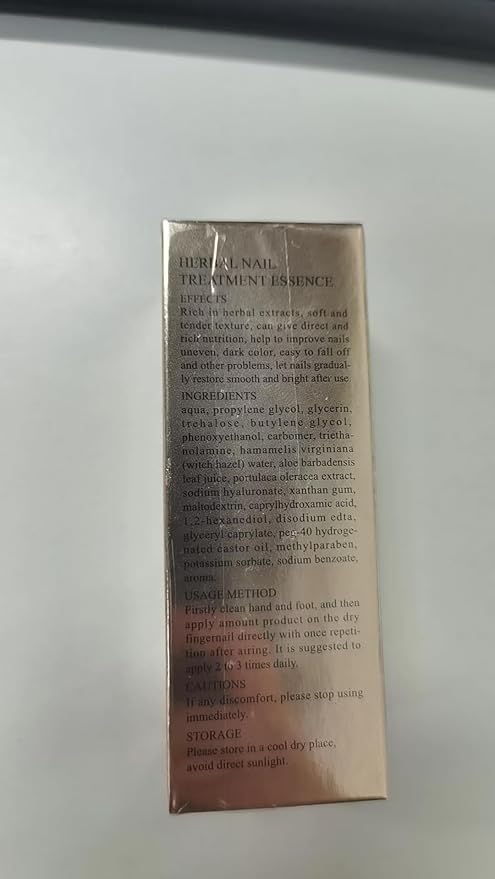 HERBAL NAIL
TREATMENT ESSENCE
EFFECTS
Rich in herbal extracts, soft and
tender texture, can give direct and
rich nutrition, help to improve nails
uneven, dark color, easy to fall off
and other problems, let nails gradual-
ly restore smooth and bright after use
INGREDIENTS
aqua, propylene glycol, glycerin,
trehalose, butylene glycol,
phenoxyethanol, carbomer, trietha-
nolamine, hamamelis virginiana
(witch hazel) water, aloe barbadensis
leaf juice, portulaca oleracea extract,
sodium hyaluronate, xanthan gum,
maltodextrin, caprylhydroxamic acid,
1,2-hexanediol, disodium edta,
glyceryl caprylate, peg-40 hydroge-
nated castor oil, methylparaben,
potassium sorbate, sodium benzoate,
aroma.
USAGE METHOD
Firstly clean hand and foot, and then
apply amount product on the dry
fingernail directly with once repeti-
tion after airing. It is suggested to
apply 2 to 3 times daily.
CAUTIONS
If any discomfort, please stop using
immediately.
STORAGE
Please store in a cool dry place,
avoid direct sunlight.